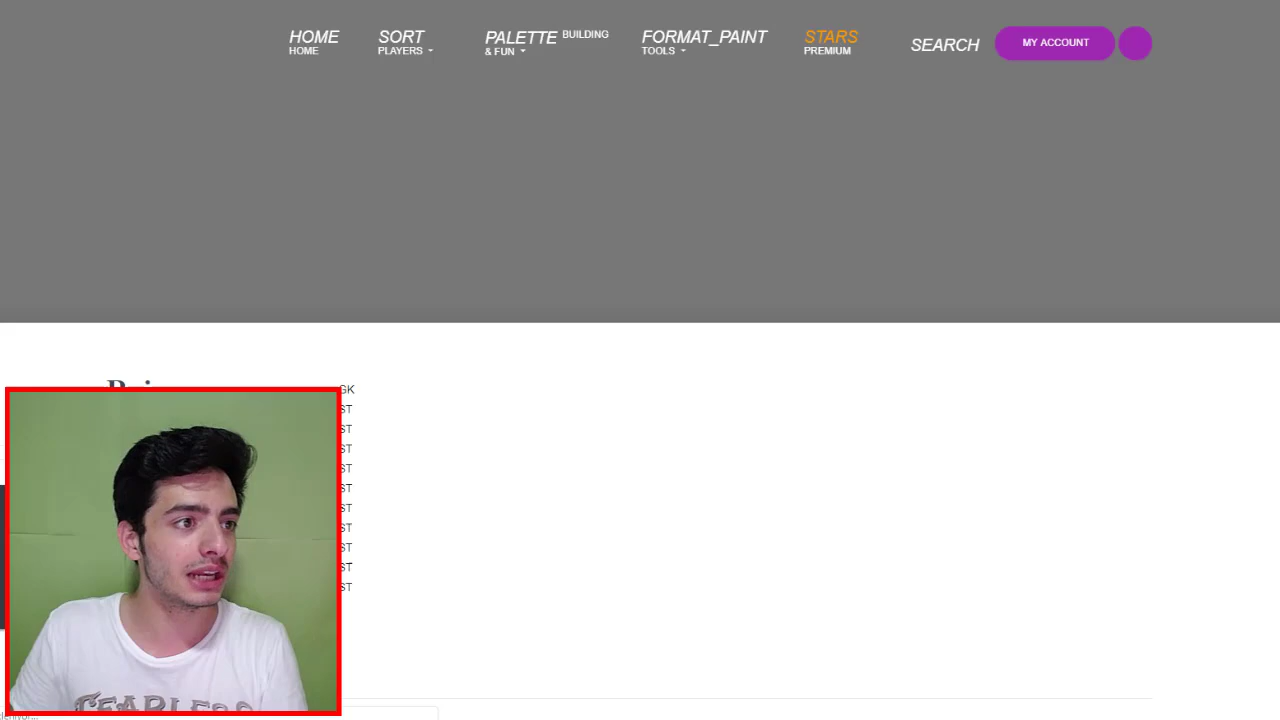 HOME
HOME
SORT
PLAYERS
PALETTE BUILDING
& FUN
FORMAT_PAINT
TOOLS
STARS
PREMIUM
SEARCH
MY ACCOUNT
GK
ST
ST
ST
ST
ST
ST
ST
ST
ST
ST
FEARLESS